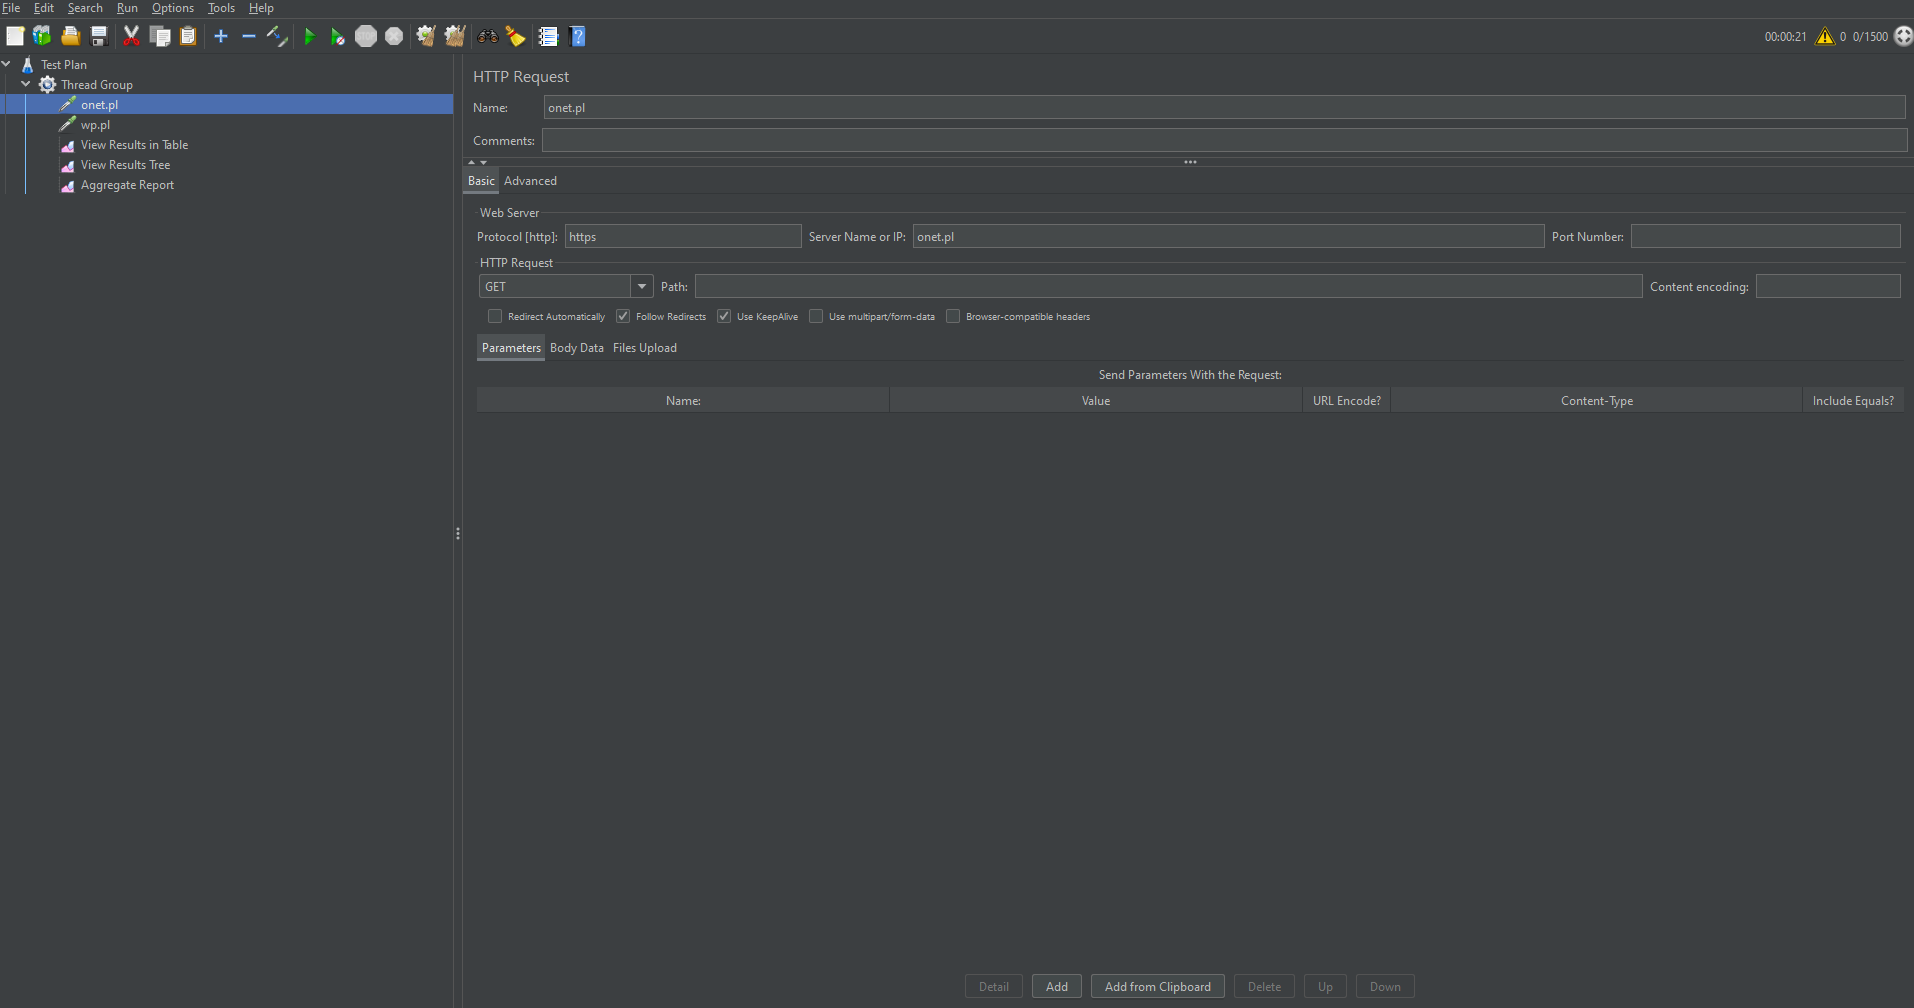 File Edit Search Run Options Tools Help
00:00:21 0 0/1500
Test Plan
Thread Group
onet.pl
wp.pl
View Results in Table
View Results Tree
Aggregate Report
HTTP Request
Name: onet.pl
Comments:
Basic Advanced
Web Server
Protocol [http]: https Server Name or IP: onet.pl Port Number:
HTTP Request
GET Path: Content encoding:
Redirect Automatically Follow Redirects Use KeepAlive Use multipart/form-data Browser-compatible headers
Parameters Body Data Files Upload
Send Parameters With the Request:
Name: Value URL Encode? Content-Type Include Equals?
Detail Add Add from Clipboard Delete Up Down